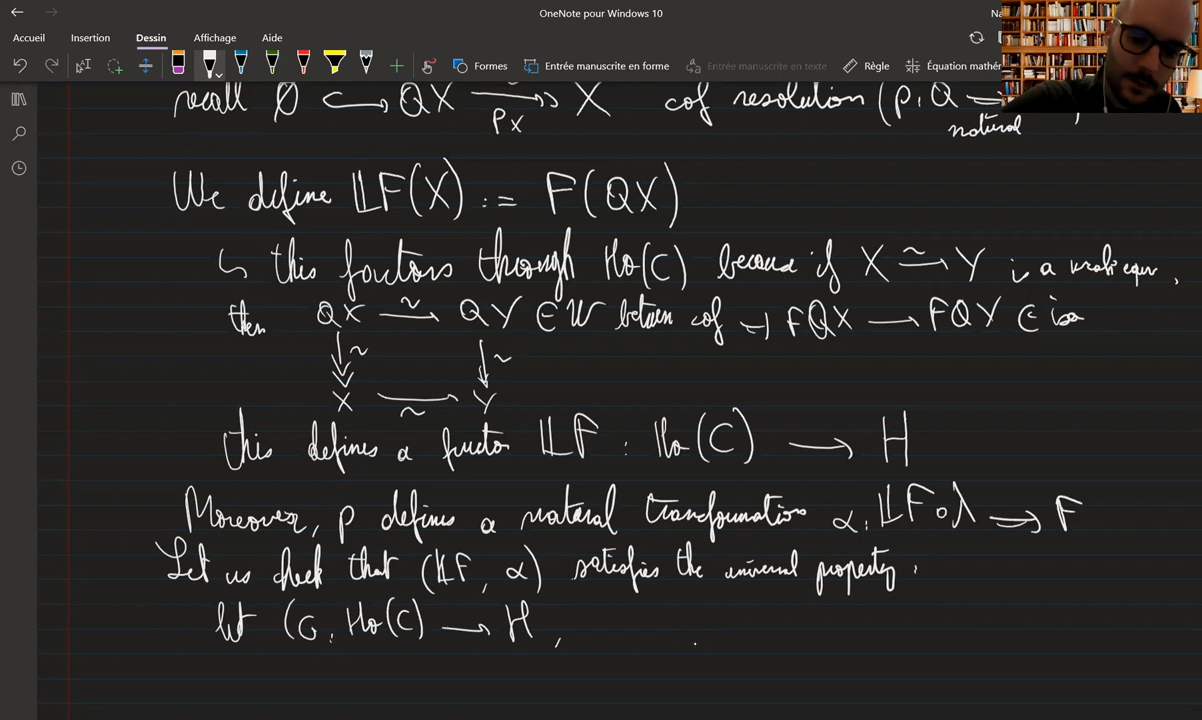 OneNote pour Windows 10
Accueil Insertion Dessin Affichage Aide
Formes Entrée manuscrite en forme Entrée manuscrite en texte Règle Équation
recall ∅ ↪ QX ↠ X cof resolution (p: Q
~
p_X natural
We define 𝕃F(X) := F(QX)
↳ this factors through Ho(C) because if X ⥲ Y is a weak equiv,
then QX ⥲ QY ∈ W between cof → FQX → FQY ∈ iso
↡~ ↓~
X ⥲ Y
this defines a functor 𝕃F : Ho(C) → H
Moreover, p defines a natural transformation α: 𝕃F∘λ ⇒ F
Let us check that (𝕃F, α) satisfies the universal property.
let (G: Ho(C) → H,